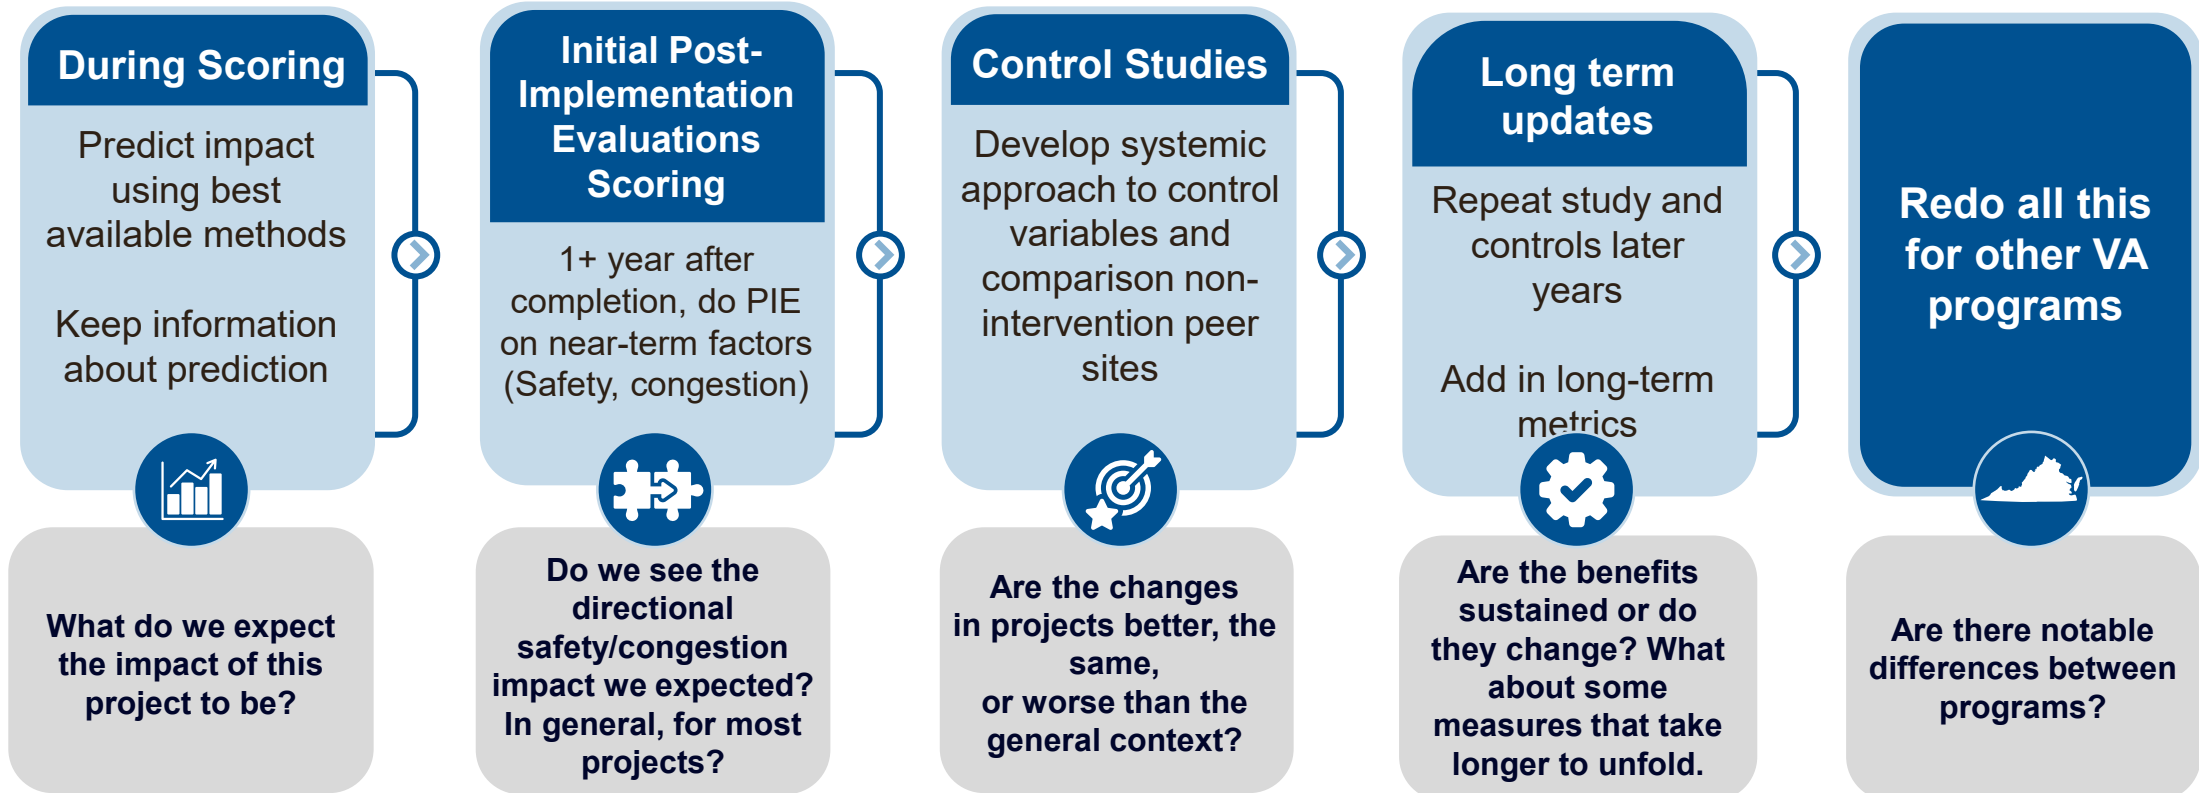 During Scoring
Predict impact
using best
available methods
Keep information
about prediction
What do we expect
the impact of this
project to be?
Initial Post-
Implementation
Evaluations
Scoring
1+ year after
completion, do PIE
on near-term factors
(Safety, congestion)
Do we see the
directional
safety/congestion
impact we expected?
In general, for most
projects?
Control Studies
Develop systemic
approach to control
variables and
comparison non-
intervention peer
sites
Are the changes
in projects better, the
same,
or worse than the
general context?
Long term
updates
Repeat study and
controls later
years
Add in long-term
metrics
Are the benefits
sustained or do
they change? What
about some
measures that take
longer to unfold.
Redo all this
for other VA
programs
Are there notable
differences between
programs?